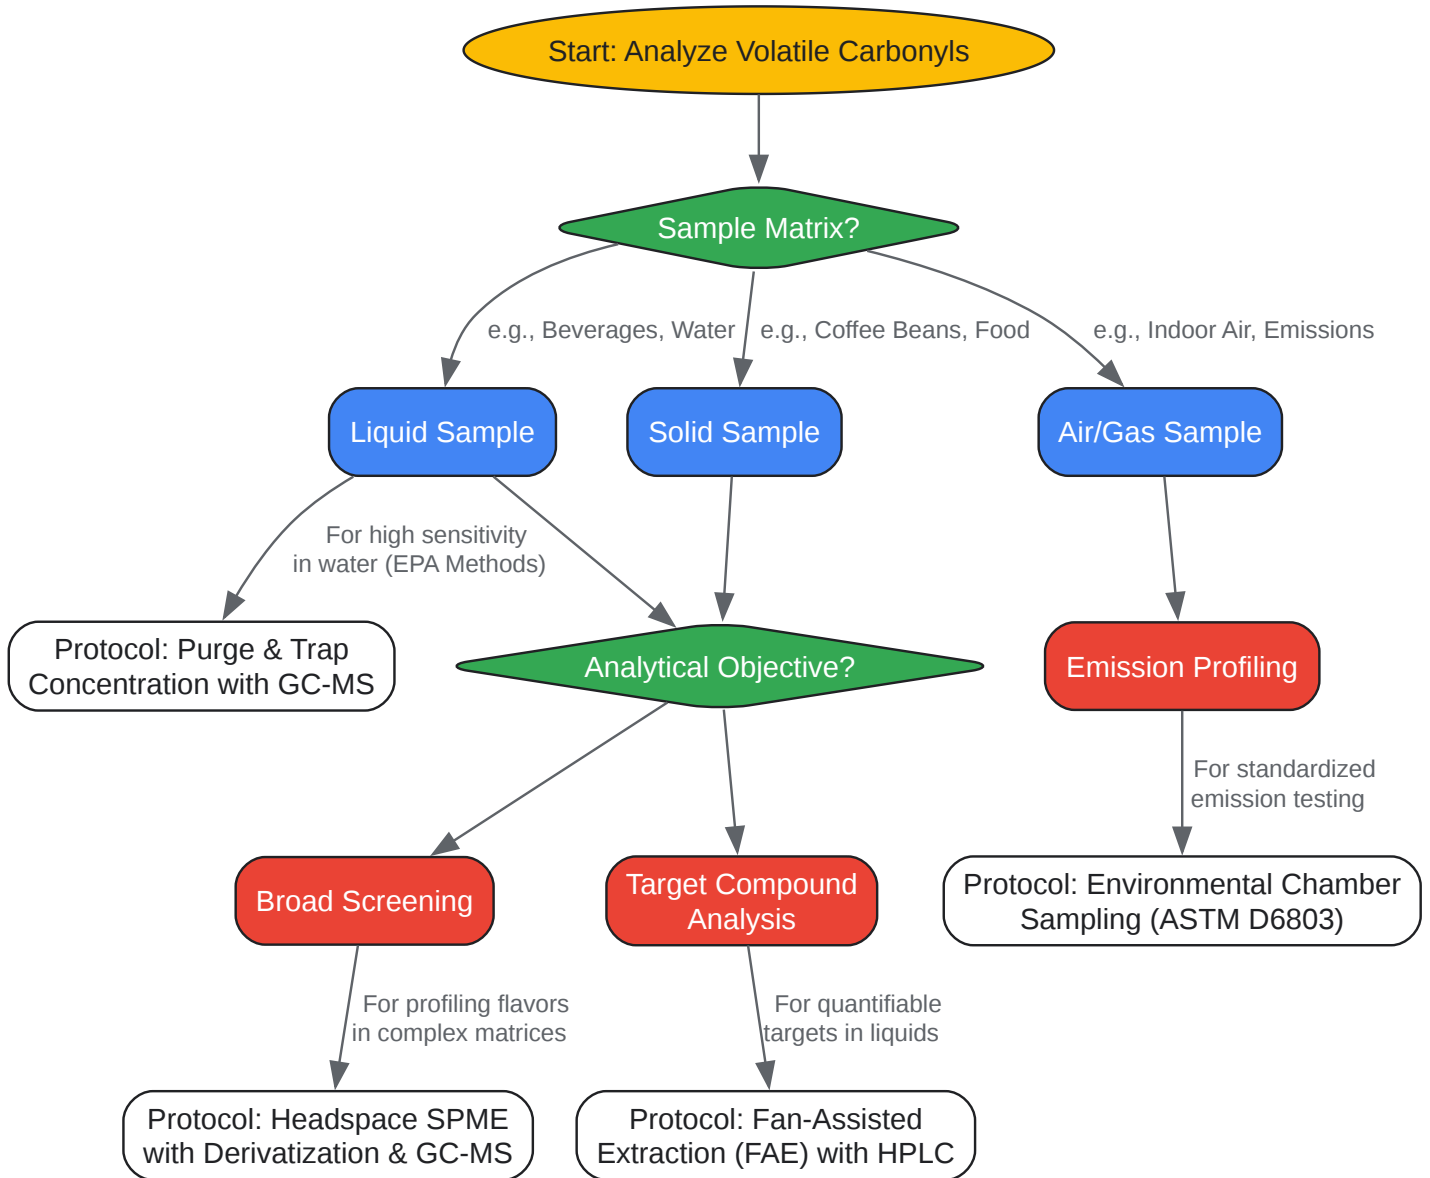 Start: Analyze Volatile Carbonyls
Sample Matrix?
e.g., Beverages, Water
e.g., Coffee Beans, Food
e.g., Indoor Air, Emissions
Liquid Sample
Solid Sample
Air/Gas Sample
For high sensitivity
in water (EPA Methods)
Protocol: Purge & Trap
Concentration with GC-MS
Analytical Objective?
Emission Profiling
For standardized
emission testing
Broad Screening
Target Compound
Analysis
Protocol: Environmental Chamber
Sampling (ASTM D6803)
For profiling flavors
in complex matrices
For quantifiable
targets in liquids
Protocol: Headspace SPME
with Derivatization & GC-MS
Protocol: Fan-Assisted
Extraction (FAE) with HPLC